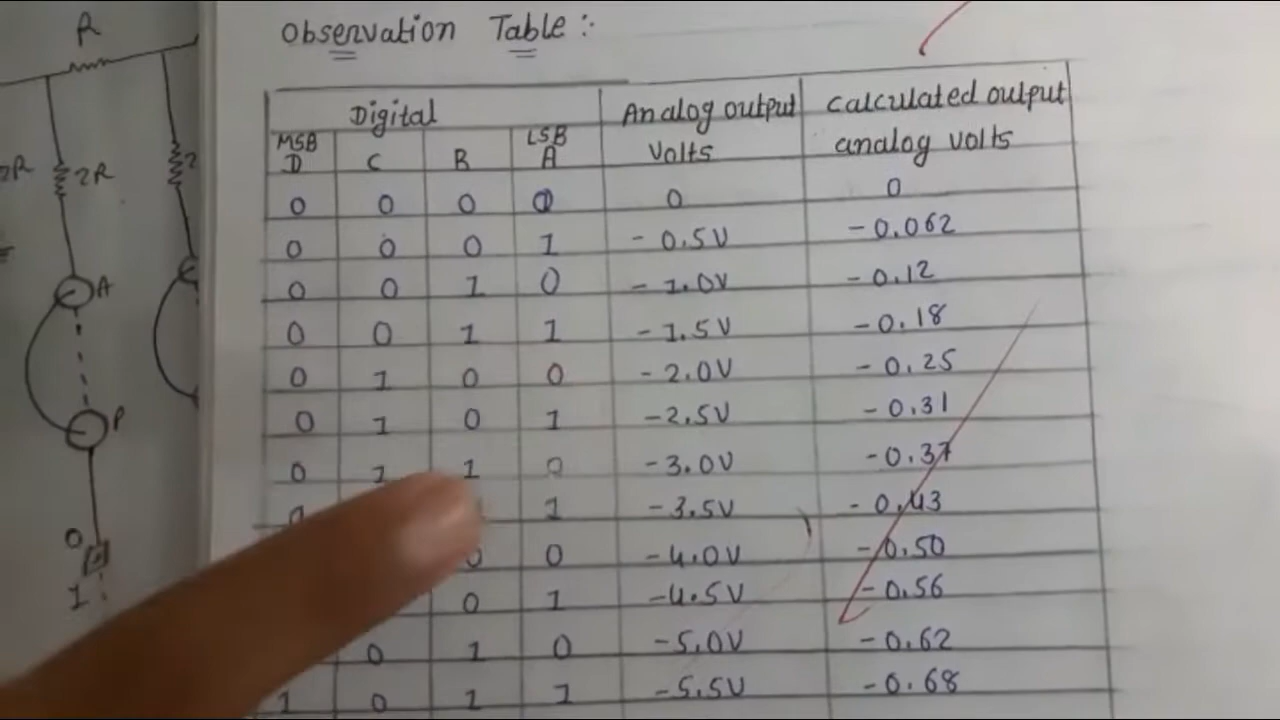 R
Observation Table :-
Digital
Analog output
Volts
Calculated output
analog volts
MSB
D C B LSB
A
0 0 0 0 0 0
0 0 0 1 - 0.5V - 0.062
0 0 1 0 - 1.0V - 0.12
0 0 1 1 - 1.5V - 0.18
0 1 0 0 - 2.0V - 0.25
0 1 0 1 - 2.5V - 0.31
0 1 1 0 - 3.0V - 0.37
1 - 3.5V - 0.43
0 - 4.0V - 0.50
0 1 - 4.5V - 0.56
0 1 0 - 5.0V - 0.62
1 0 1 1 - 5.5V - 0.68
2R
2R
A
P
0
1